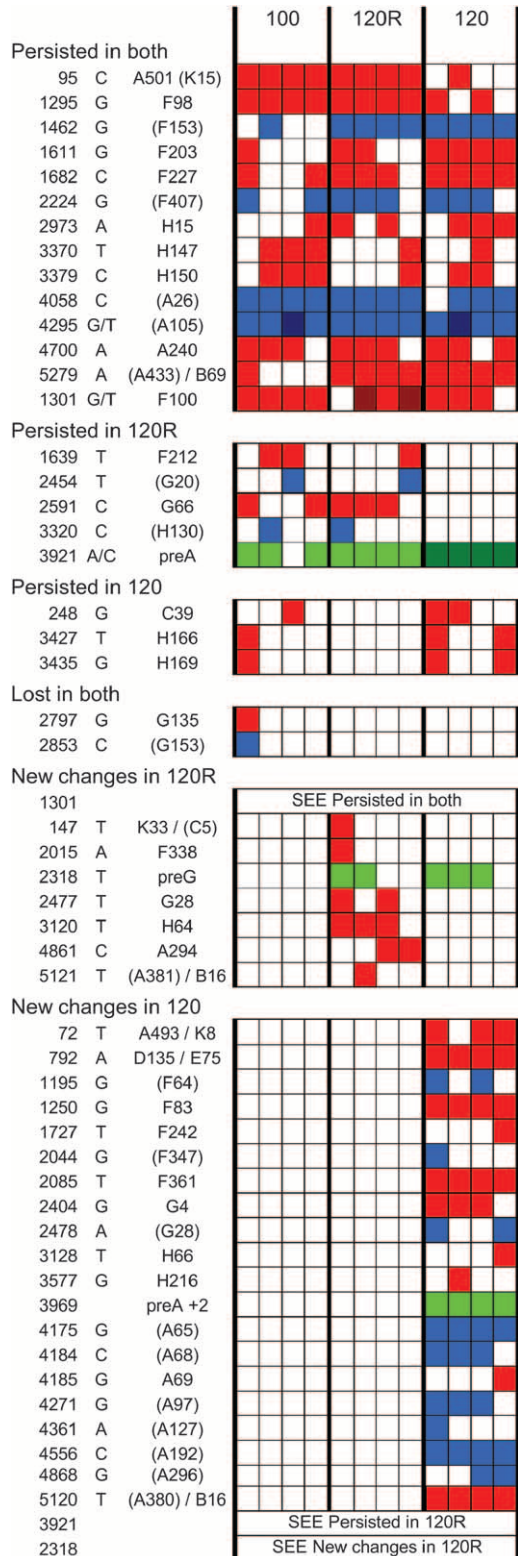 100 120R 120
Persisted in both
95 C A501 (K15)
1295 G F98
1462 G (F153)
1611 G F203
1682 C F227
2224 G (F407)
2973 A H15
3370 T H147
3379 C H150
4058 C (A26)
4295 G/T (A105)
4700 A A240
5279 A (A433) / B69
1301 G/T F100
Persisted in 120R
1639 T F212
2454 T (G20)
2591 C G66
3320 C (H130)
3921 A/C preA
Persisted in 120
248 G C39
3427 T H166
3435 G H169
Lost in both
2797 G G135
2853 C (G153)
New changes in 120R
1301 SEE Persisted in both
147 T K33 / (C5)
2015 A F338
2318 T preG
2477 T G28
3120 T H64
4861 C A294
5121 T (A381) / B16
New changes in 120
72 T A493 / K8
792 A D135 / E75
1195 G (F64)
1250 G F83
1727 T F242
2044 G (F347)
2085 T F361
2404 G G4
2478 A (G28)
3128 T H66
3577 G H216
3969 preA +2
4175 G (A65)
4184 C (A68)
4185 G A69
4271 G (A97)
4361 A (A127)
4556 C (A192)
4868 G (A296)
5120 T (A380) / B16
3921 SEE Persisted in 120R
2318 SEE New changes in 120R